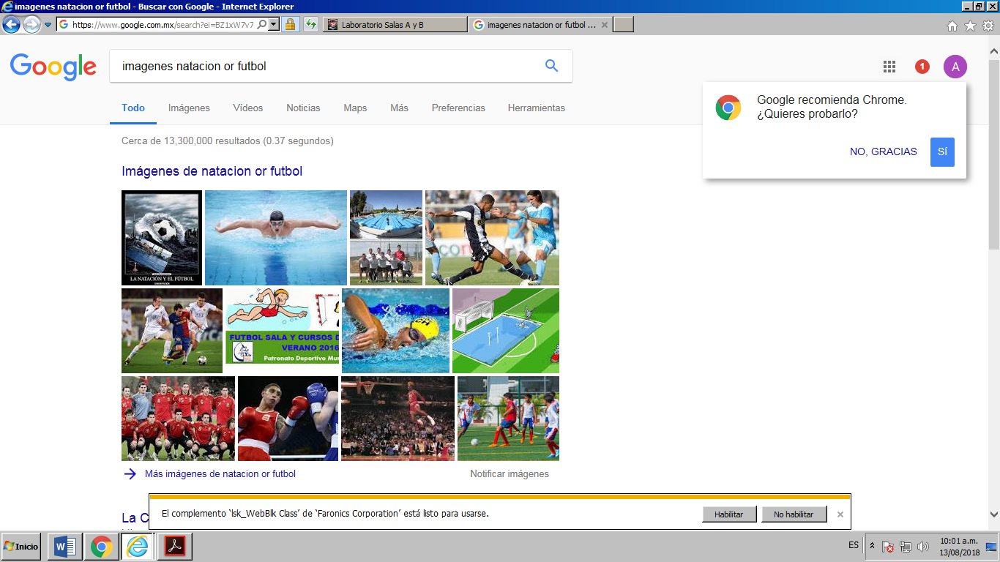 imagenes natacion or futbol - Buscar con Google - Internet Explorer
https://www.google.com.mx/search?ei=BZ1xW7v7
Laboratorio Salas A y B
imagenes natacion or futbol ...
Google
imagenes natacion or futbol
1
A
Todo
Imágenes
Vídeos
Noticias
Maps
Más
Preferencias
Herramientas
Google recomienda Chrome.
¿Quieres probarlo?
NO, GRACIAS
SÍ
Cerca de 13,300,000 resultados (0.37 segundos)
Imágenes de natacion or futbol
LA NATACIÓN Y EL FÚTBOL
FUTBOL SALA Y CURSOS D
VERANO 2016
Patronato Deportivo Mu
CH
Más imágenes de natacion or futbol
Notificar imágenes
La C
El complemento 'lsk_WebBlk Class' de 'Faronics Corporation' está listo para usarse.
Habilitar
No habilitar
Inicio
ES
10:01 a.m.
13/08/2018